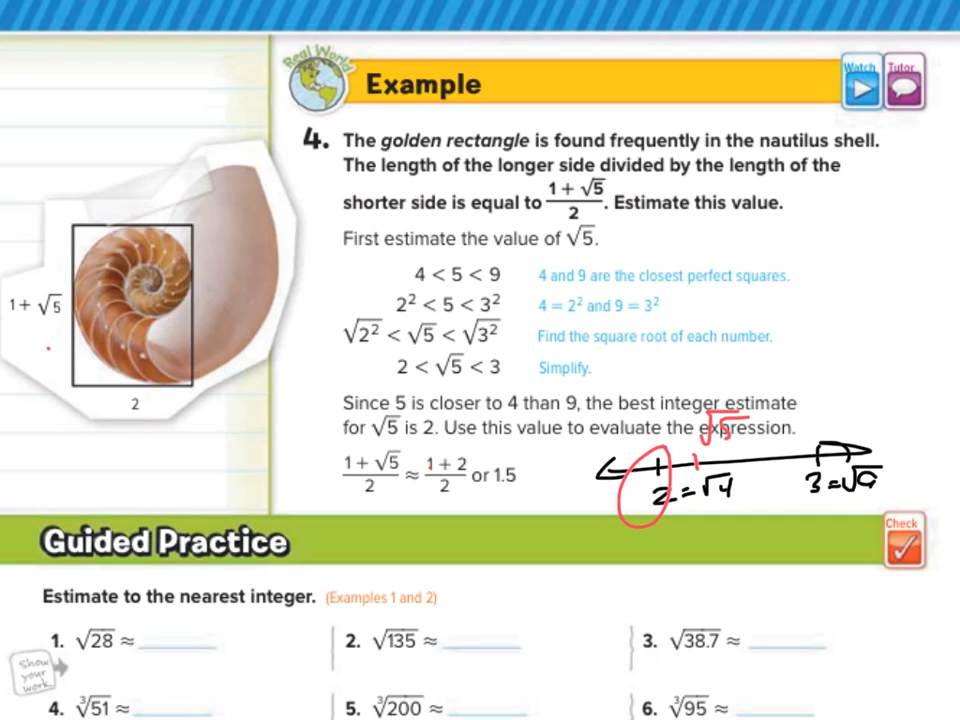 Real World
Example
Watch
Tutor
4. The golden rectangle is found frequently in the nautilus shell.
The length of the longer side divided by the length of the
shorter side is equal to (1 + √5)/2. Estimate this value.
First estimate the value of √5.
4 < 5 < 9 4 and 9 are the closest perfect squares.
2² < 5 < 3² 4 = 2² and 9 = 3²
√2² < √5 < √3² Find the square root of each number.
2 < √5 < 3 Simplify.
Since 5 is closer to 4 than 9, the best integer estimate
for √5 is 2. Use this value to evaluate the expression.
(1 + √5)/2 ≈ (1 + 2)/2 or 1.5
1 + √5
2
√5
2 = √4
3 = √9
Guided Practice
Check
Estimate to the nearest integer. (Examples 1 and 2)
Show
your
work.
1. √28 ≈
2. √135 ≈
3. √38.7 ≈
4. ∛51 ≈
5. ∛200 ≈
6. ∛95 ≈